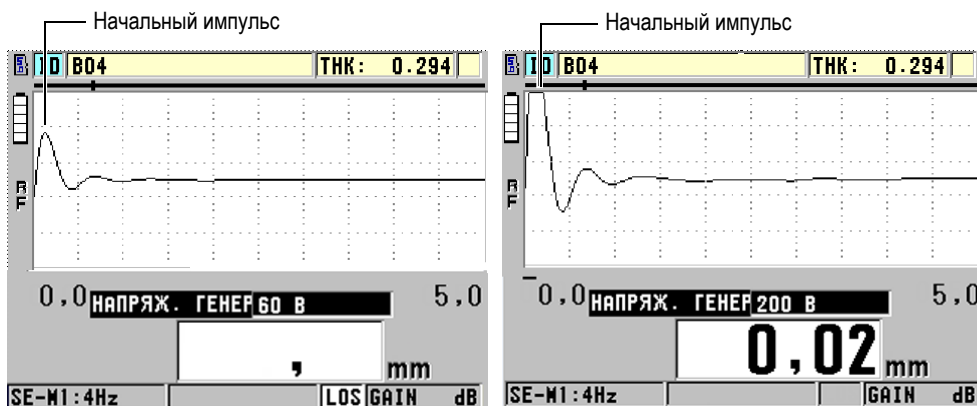 Начальный импульс
ID B04 THK: 0.294
RF
0,0 5,0
НАПРЯЖ. ГЕНЕР 60 В
, mm
SE-M1:4Hz LOS GAIN dB
Начальный импульс
ID B04 THK: 0.294
RF
0,0 5,0
НАПРЯЖ. ГЕНЕР 200 В
0,02 mm
SE-M1:4Hz GAIN dB